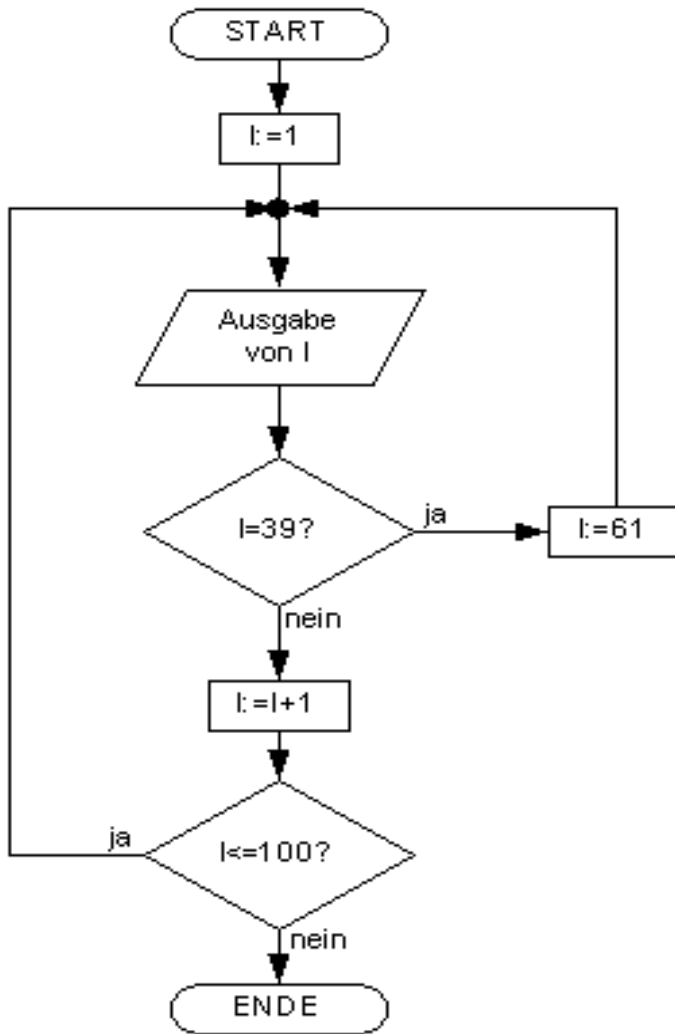 START
I:=1
Ausgabe
von I
I=39?
ja
I:=61
nein
I:=I+1
ja
I<=100?
nein
ENDE